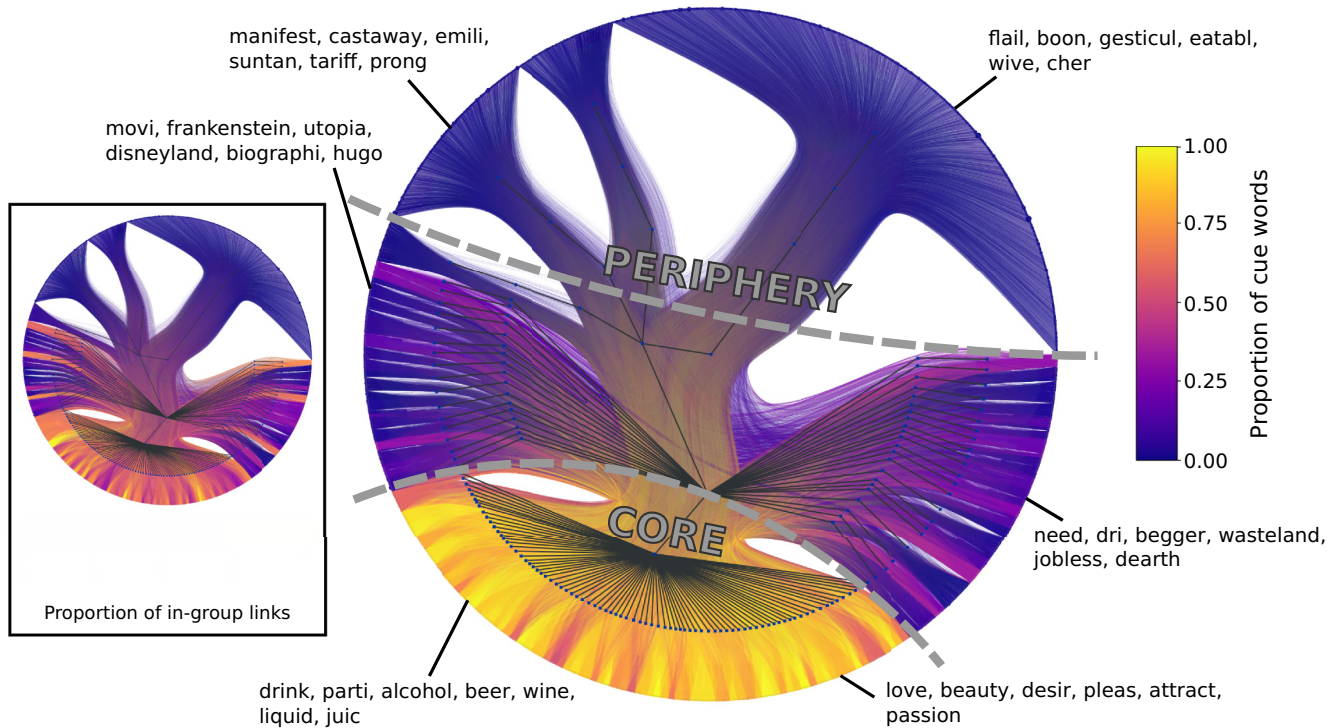 manifest, castaway, emili,
suntan, tariff, prong
flail, boon, gesticul, eatabl,
wive, cher
movi, frankenstein, utopia,
disneyland, biographi, hugo
1.00
0.75
0.50
0.25
0.00
Proportion of cue words
PERIPHERY
CORE
need, dri, begger, wasteland,
jobless, dearth
Proportion of in-group links
drink, parti, alcohol, beer, wine,
liquid, juic
love, beauty, desir, pleas, attract,
passion